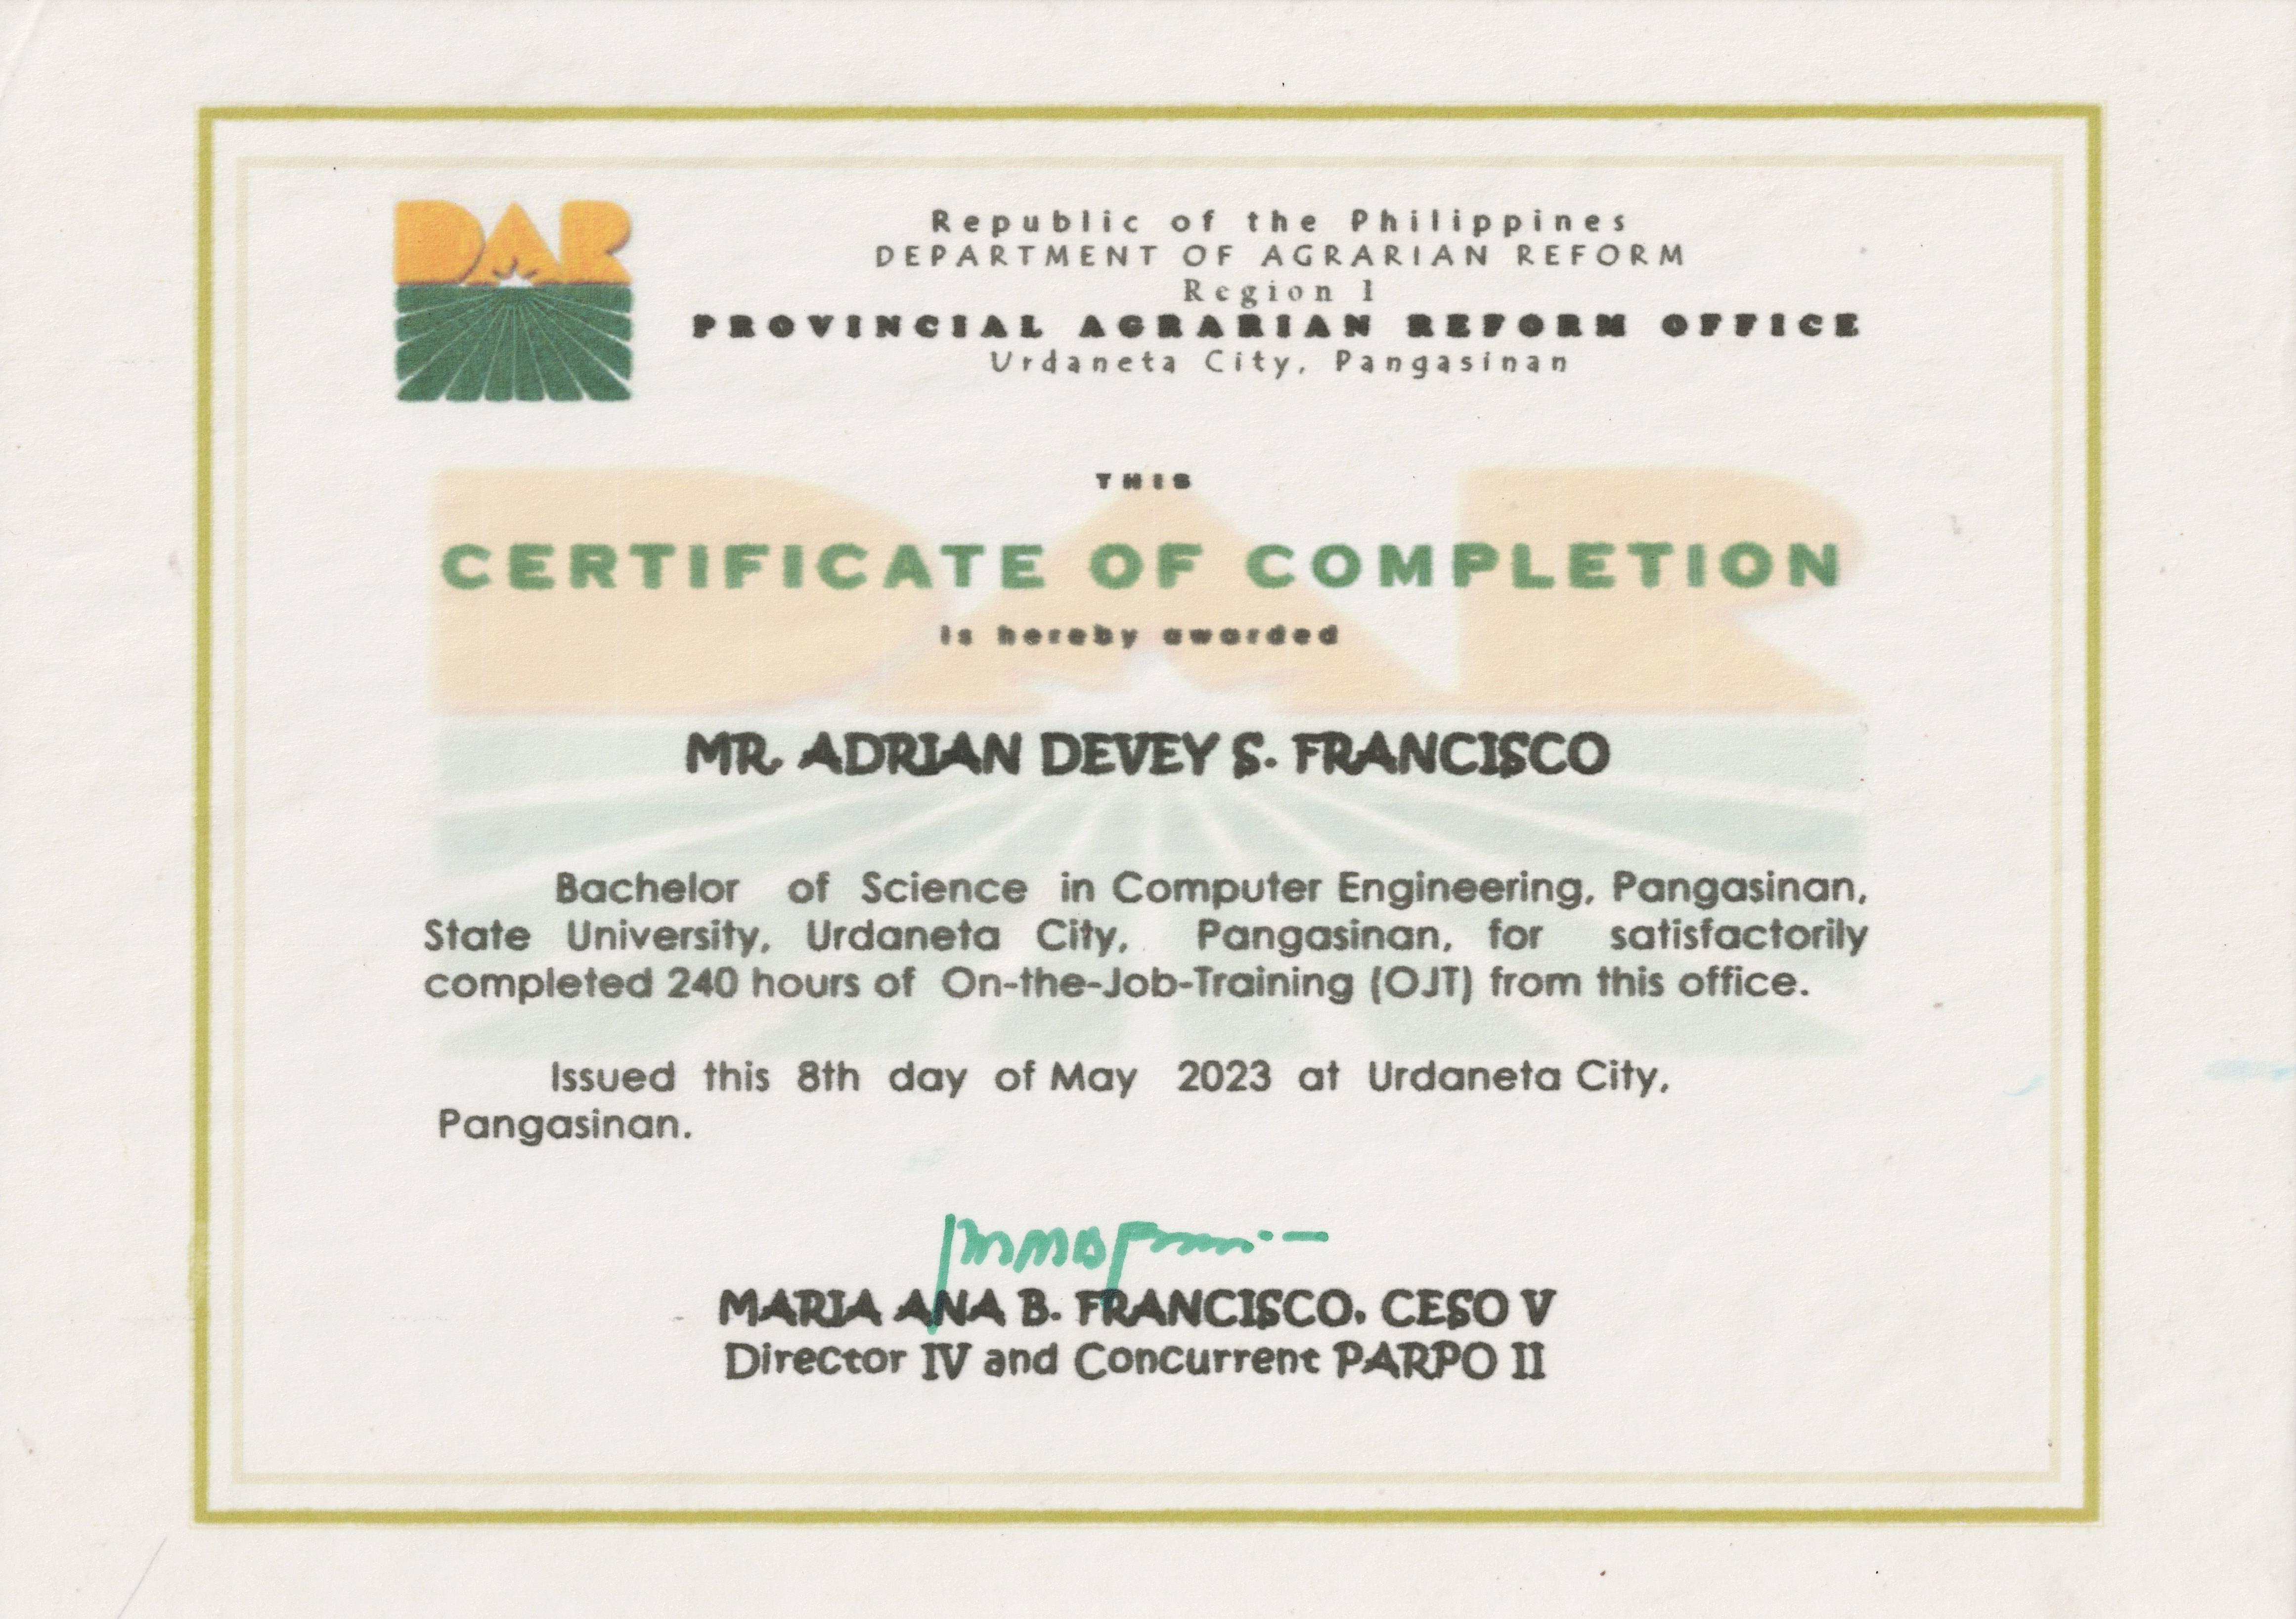 DAR
Republic of the Philippines
DEPARTMENT OF AGRARIAN REFORM
Region 1
PROVINCIAL AGRARIAN REFORM OFFICE
Urdaneta City, Pangasinan
THIS
CERTIFICATE OF COMPLETION
is hereby awarded
MR. ADRIAN DEVEY S. FRANCISCO
Bachelor of Science in Computer Engineering, Pangasinan,
State University, Urdaneta City, Pangasinan, for satisfactorily
completed 240 hours of On-the-Job-Training (OJT) from this office.
Issued this 8th day of May 2023 at Urdaneta City,
Pangasinan.
MARIA ANA B. FRANCISCO, CESO V
Director IV and Concurrent PARPO II